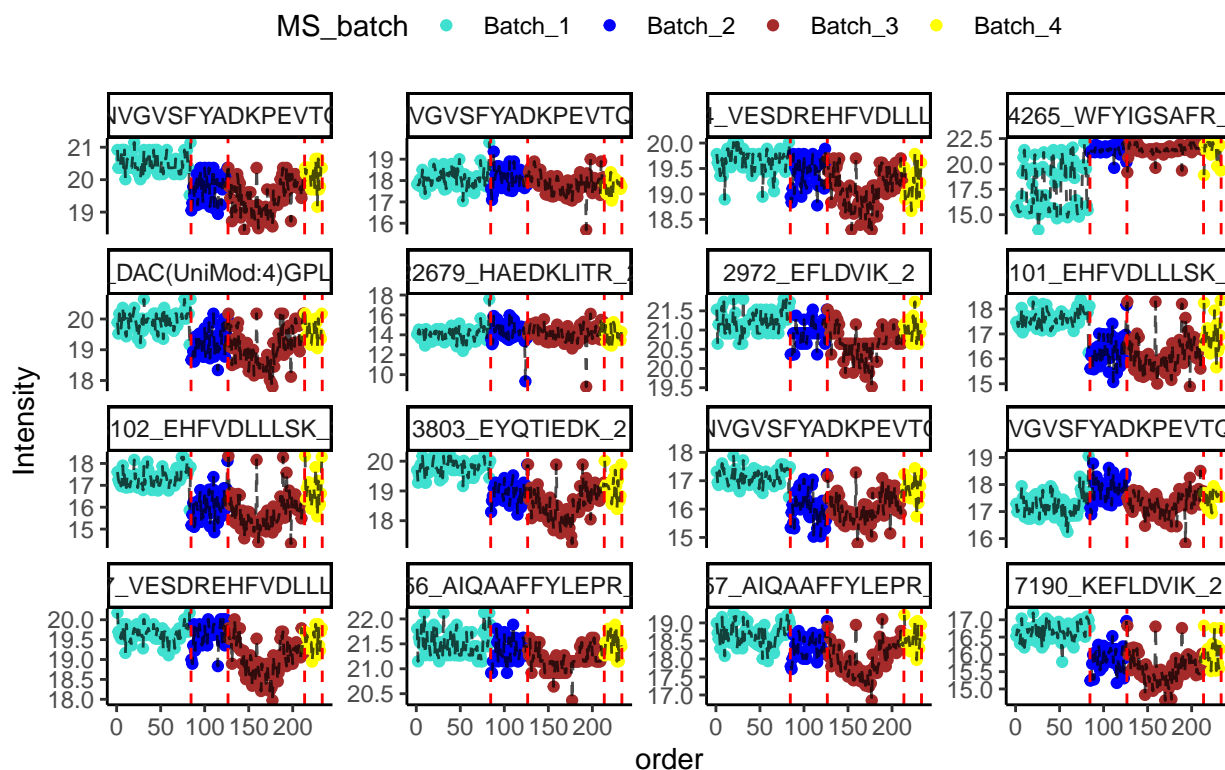 MS_batch Batch_1 Batch_2 Batch_3 Batch_4
NVGVSFYADKPEVTQ VGVSFYADKPEVTQ 4_VESDREHFVDLLL 4265_WFYIGSAFR_
21 20 19
19 18 17 16
20.0 19.5 19.0 18.5
22.5 20.0 17.5 15.0
_DAC(UniMod:4)GPL 22679_HAEDKLITR_2 2972_EFLDVIK_2 101_EHFVDLLLSK_
20 19 18
18 16 14 12 10
21.5 21.0 20.5 20.0 19.5
18 17 16 15
Intensity
102_EHFVDLLLSK_ 3803_EYQTIEDK_2 NVGVSFYADKPEVTQ VGVSFYADKPEVTQ
18 17 16 15
20 19 18
18 17 16 15
19 18 17 16
7_VESDREHFVDLLL 56_AIQAAFFYLEPR_ 57_AIQAAFFYLEPR_ 7190_KEFLDVIK_2
20.0 19.5 19.0 18.5 18.0
22.0 21.5 21.0 20.5
19.0 18.5 18.0 17.5 17.0
17.0 16.5 16.0 15.5 15.0
0 50 100 150 200 0 50 100 150 200 0 50 100 150 200 0 50 100 150 200
order